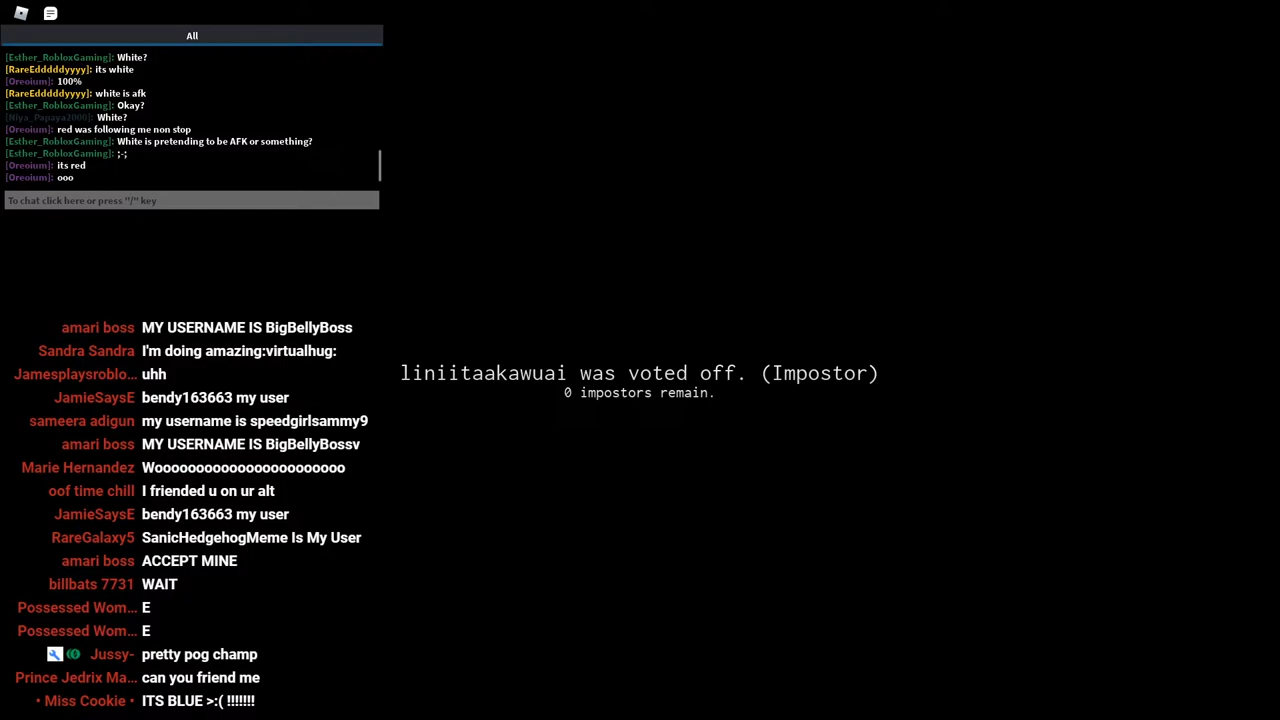 All
[Esther_RobloxGaming]: White?
[RareEdddddyyyy]: its white
[Oreoium]: 100%
[RareEdddddyyyy]: white is afk
[Esther_RobloxGaming]: Okay?
[Niya_Papaya2000]: White?
[Oreoium]: red was following me non stop
[Esther_RobloxGaming]: White is pretending to be AFK or something?
[Esther_RobloxGaming]: ;-;
[Oreoium]: its red
[Oreoium]: ooo
To chat click here or press "/" key
amari boss MY USERNAME IS BigBellyBoss
Sandra Sandra I'm doing amazing:virtualhug:
Jamesplaysroblo... uhh
JamieSaysE bendy163663 my user
sameera adigun my username is speedgirlsammy9
amari boss MY USERNAME IS BigBellyBossv
Marie Hernandez Wooooooooooooooooooooooo
oof time chill I friended u on ur alt
JamieSaysE bendy163663 my user
RareGalaxy5 SanicHedgehogMeme Is My User
amari boss ACCEPT MINE
billbats 7731 WAIT
Possessed Wom... E
Possessed Wom... E
Jussy- pretty pog champ
Prince Jedrix Ma... can you friend me
• Miss Cookie • ITS BLUE >:( !!!!!!!
liniitaakawuai was voted off. (Impostor)
0 impostors remain.